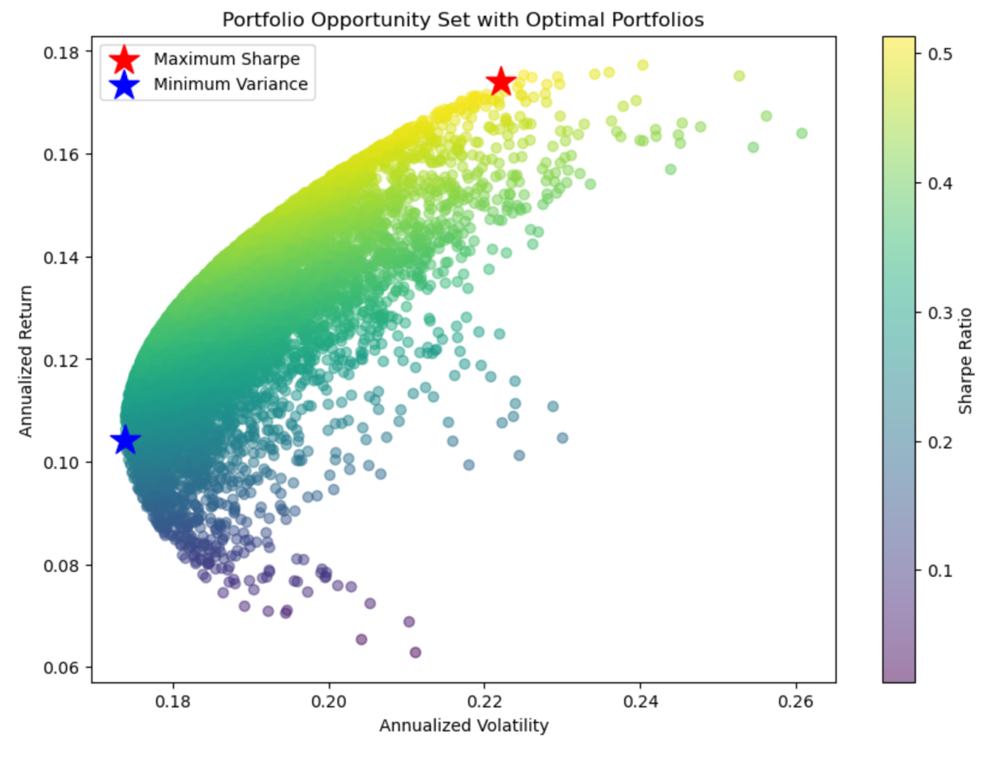 Portfolio Opportunity Set with Optimal Portfolios
Maximum Sharpe
Minimum Variance
0.18
0.16
0.14
0.12
0.10
0.08
0.06
Annualized Return
0.18
0.20
0.22
0.24
0.26
Annualized Volatility
0.5
0.4
0.3
0.2
0.1
Sharpe Ratio